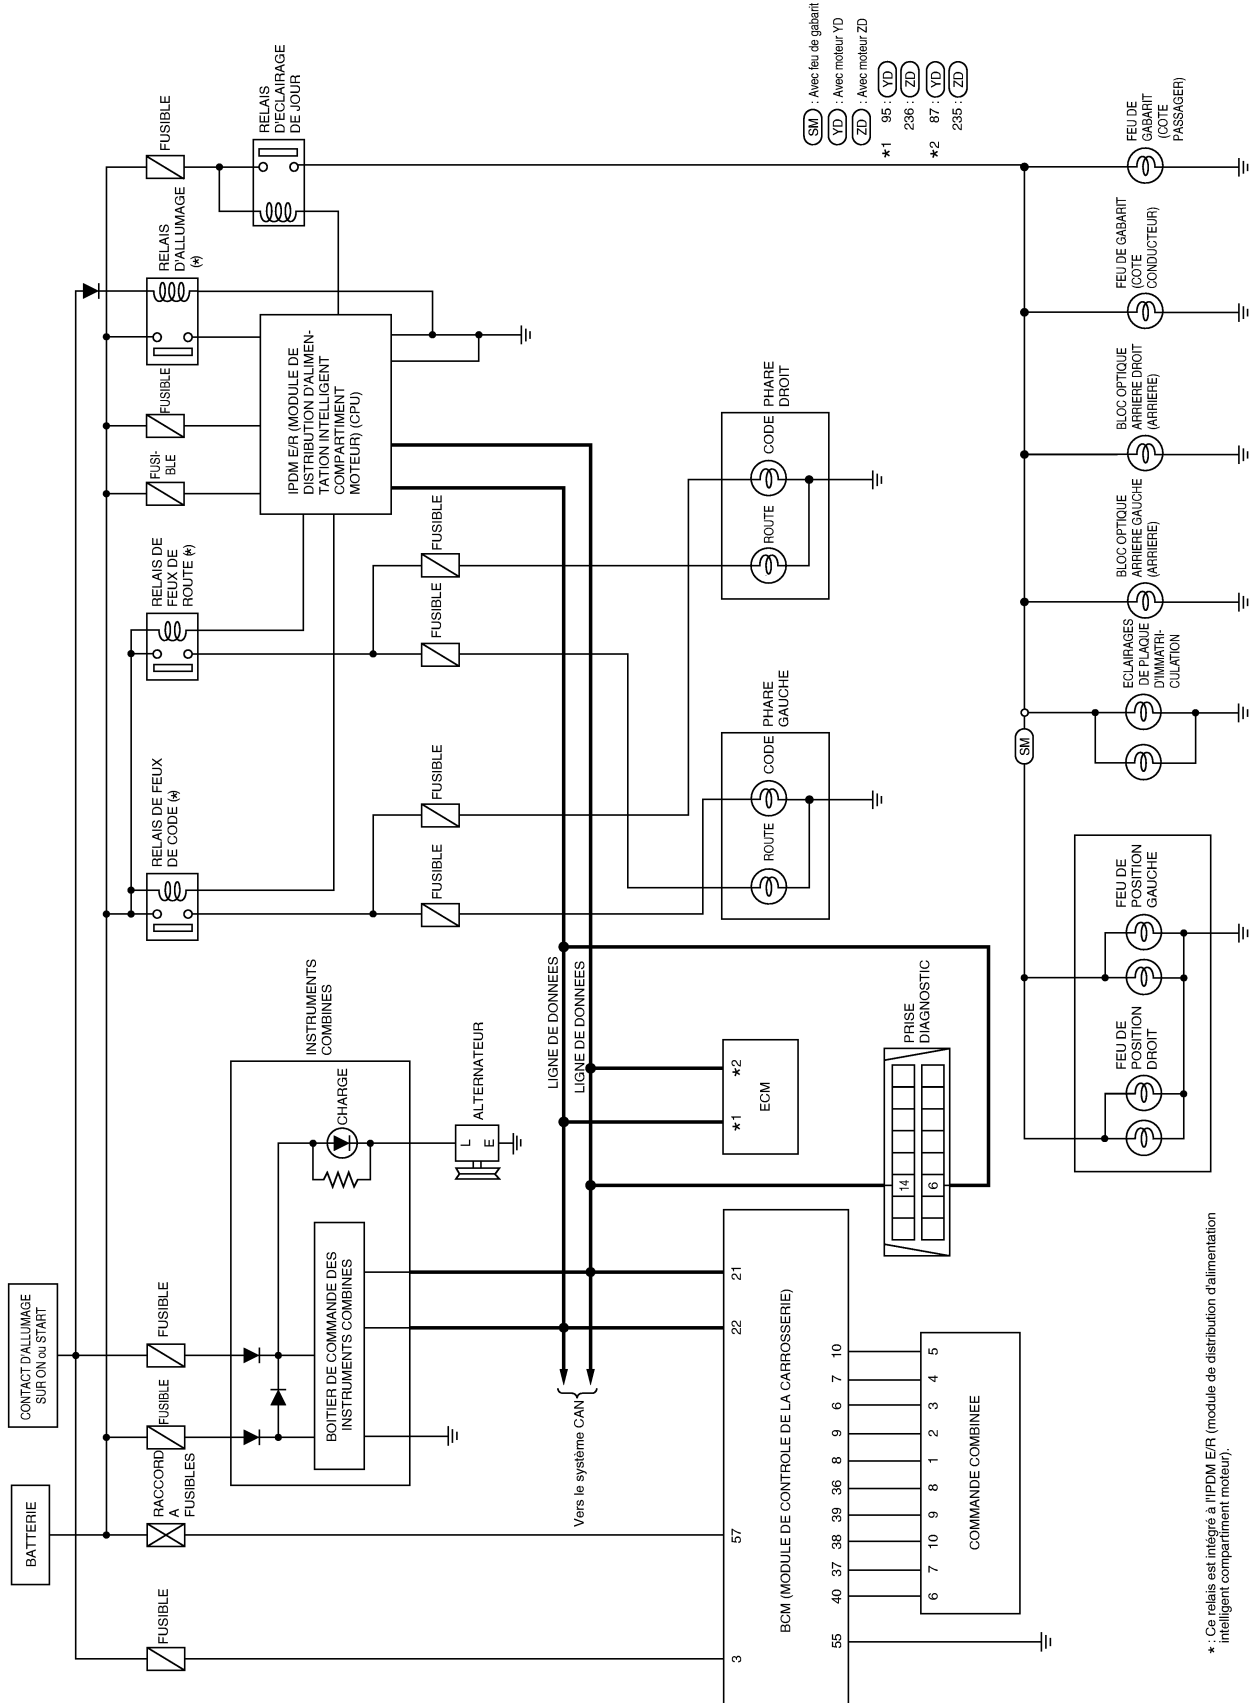 BATTERIE
CONTACT D'ALLUMAGE
SUR ON ou START
FUSIBLE
RACCORD
A
FUSIBLES
FUSIBLE
FUSIBLE
INSTRUMENTS
COMBINES
BOITIER DE COMMANDE DES
INSTRUMENTS COMBINES
CHARGE
ALTERNATEUR
L
E
RELAIS DE FEUX
DE CODE (*)
RELAIS DE
FEUX DE
ROUTE (*)
FUSI-
BLE
FUSIBLE
RELAIS
D'ALLUMAGE
(*)
FUSIBLE
RELAIS
D'ECLAIRAGE
DE JOUR
IPDM E/R (MODULE DE
DISTRIBUTION D'ALIMEN-
TATION INTELLIGENT
COMPARTIMENT
MOTEUR) (CPU)
FUSIBLE
FUSIBLE
FUSIBLE
FUSIBLE
LIGNE DE DONNEES
LIGNE DE DONNEES
Vers le système CAN
PHARE
GAUCHE
ROUTE
CODE
PHARE
DROIT
ROUTE
CODE
ECM
*1
*2
PRISE
DIAGNOSTIC
14
6
BCM (MODULE DE CONTROLE DE LA CARROSSERIE)
3
57
22
21
55
40
37
38
39
36
8
9
6
7
10
COMMANDE COMBINEE
6
7
10
9
8
1
2
3
4
5
SM : Avec feu de gabarit
YD : Avec moteur YD
ZD : Avec moteur ZD
*1 95 : YD
236 : ZD
*2 87 : YD
235 : ZD
SM
FEU DE
POSITION
DROIT
FEU DE
POSITION
GAUCHE
ECLAIRAGES
DE PLAQUE
D'IMMATRI-
CULATION
BLOC OPTIQUE
ARRIERE GAUCHE
(ARRIERE)
BLOC OPTIQUE
ARRIERE DROIT
(ARRIERE)
FEU DE GABARIT
(COTE
CONDUCTEUR)
FEU DE
GABARIT
(COTE
PASSAGER)
* : Ce relais est intégré à l'IPDM E/R (module de distribution d'alimentation
intelligent compartiment moteur).